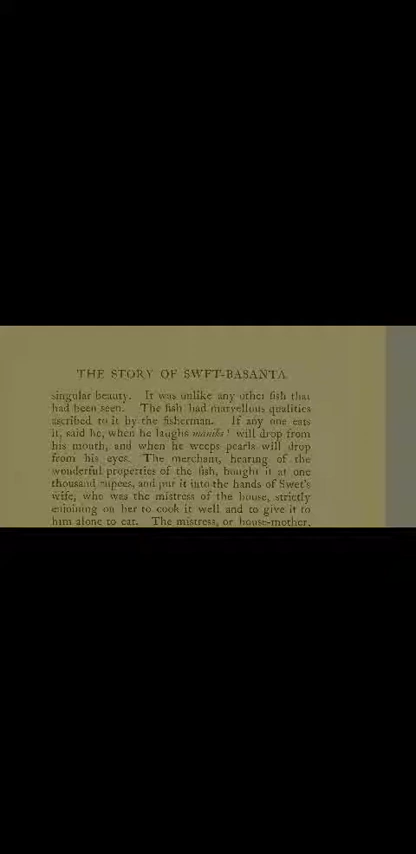 THE STORY OF SWET-BASANTA
singular beauty. It was unlike any other fish that
had been seen. The fish had marvellous qualities
ascribed to it by the fisherman. If any one eats
it, said he, when he laughs maniks ¹ will drop from
his mouth, and when he weeps pearls will drop
from his eyes. The merchant, hearing of the
wonderful properties of the fish, bought it at one
thousand rupees, and put it into the hands of Swet's
wife, who was the mistress of the house, strictly
enjoining on her to cook it well and to give it to
him alone to eat. The mistress, or house-mother,